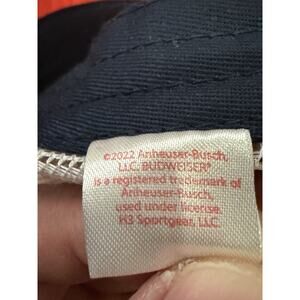 ©2022 Anheuser-Busch,
LLC. BUDWEISER®
is a registered trademark of
Anheuser-Busch,
used under license.
H3 Sportgear, LLC.